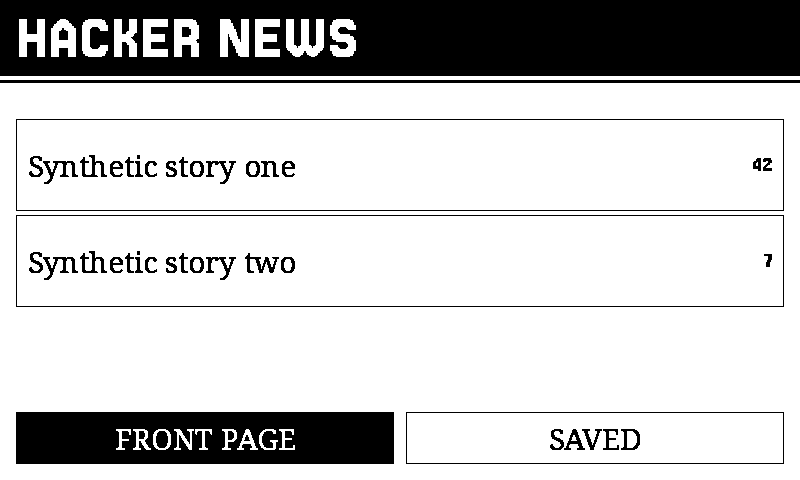 HACKER NEWS
Synthetic story one 42
Synthetic story two 7
FRONT PAGE SAVED